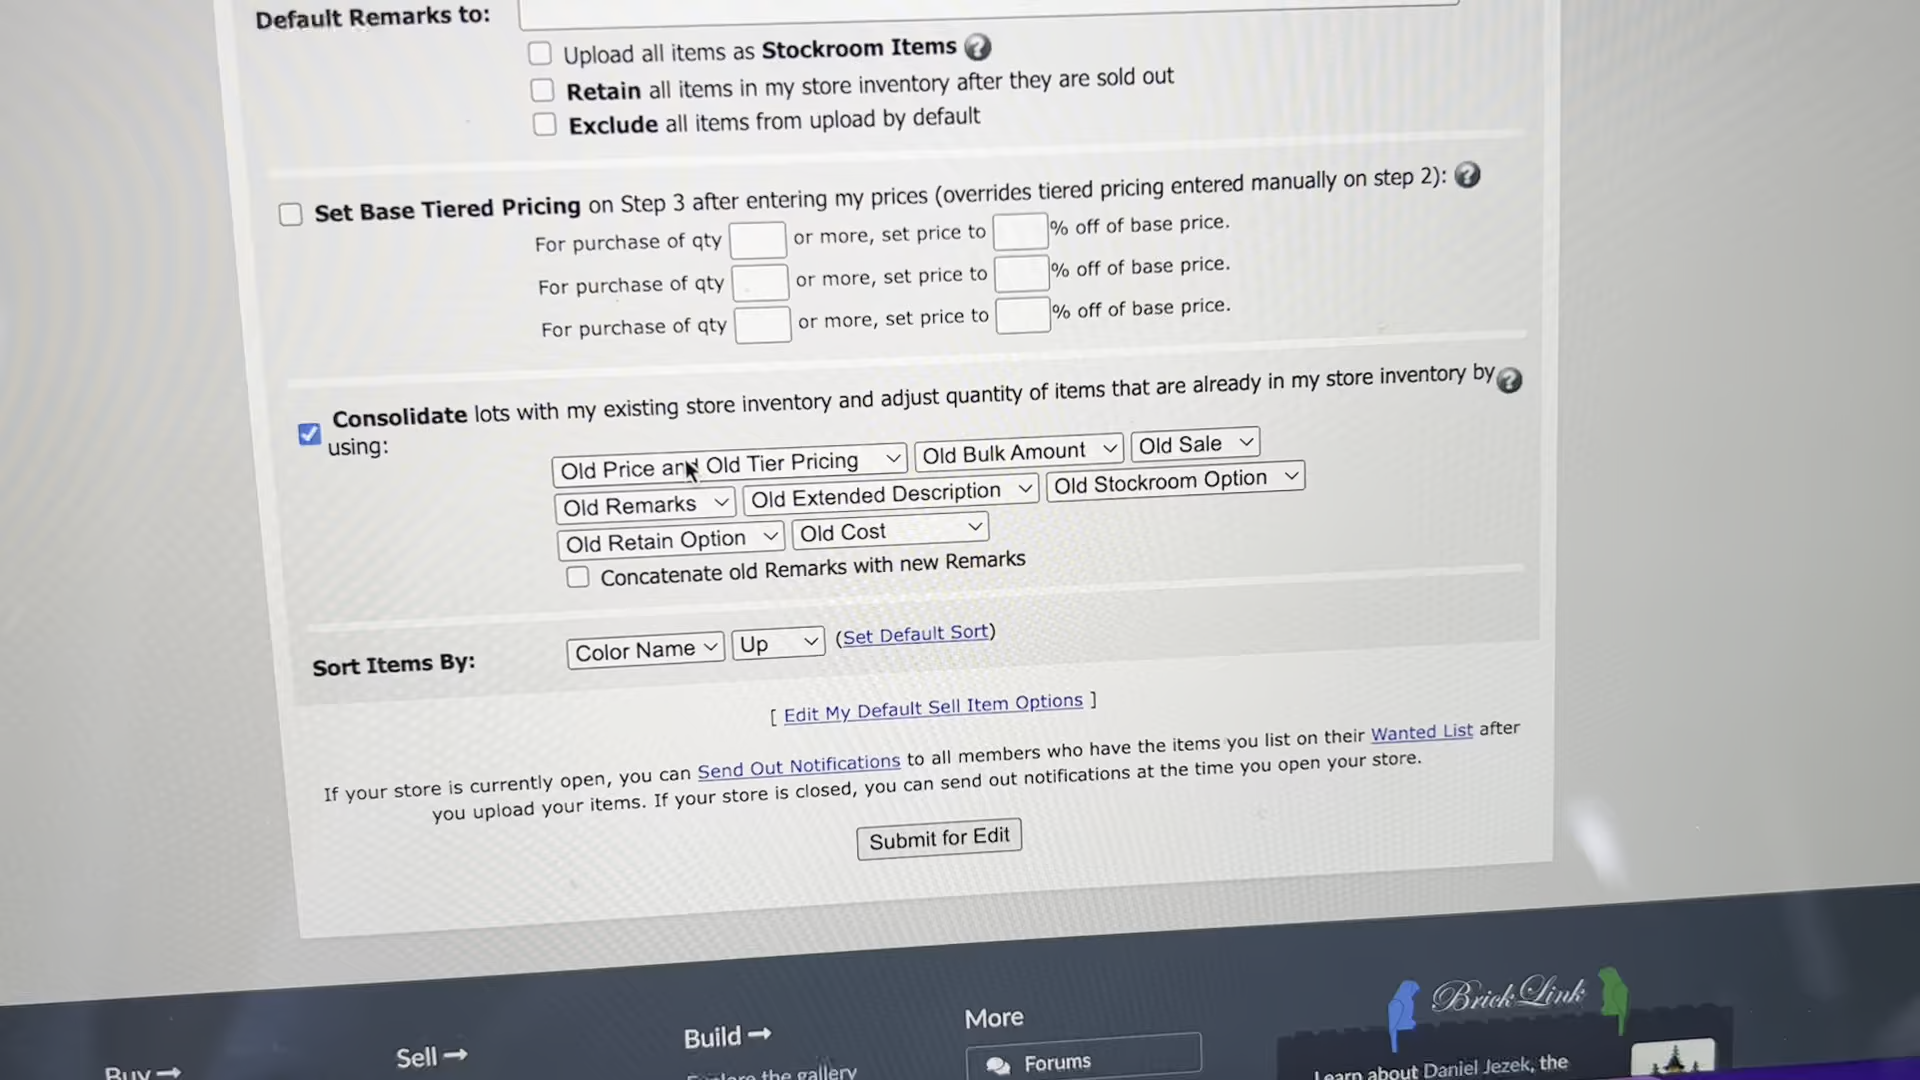 Default Remarks to:
Upload all items as Stockroom Items ?
Retain all items in my store inventory after they are sold out
Exclude all items from upload by default
Set Base Tiered Pricing on Step 3 after entering my prices (overrides tiered pricing entered manually on step 2): ?
For purchase of qty or more, set price to % off of base price.
For purchase of qty or more, set price to % off of base price.
For purchase of qty or more, set price to % off of base price.
Consolidate lots with my existing store inventory and adjust quantity of items that are already in my store inventory by ?
using:
Old Price and Old Tier Pricing Old Bulk Amount Old Sale
Old Remarks Old Extended Description Old Stockroom Option
Old Retain Option Old Cost
Concatenate old Remarks with new Remarks
Sort Items By: Color Name Up (Set Default Sort)
[ Edit My Default Sell Item Options ]
If your store is currently open, you can Send Out Notifications to all members who have the items you list on their Wanted List after
you upload your items. If your store is closed, you can send out notifications at the time you open your store.
Submit for Edit
BrickLink
Buy → Sell → Build → More
Explore the gallery Forums Learn about Daniel Jezek, the